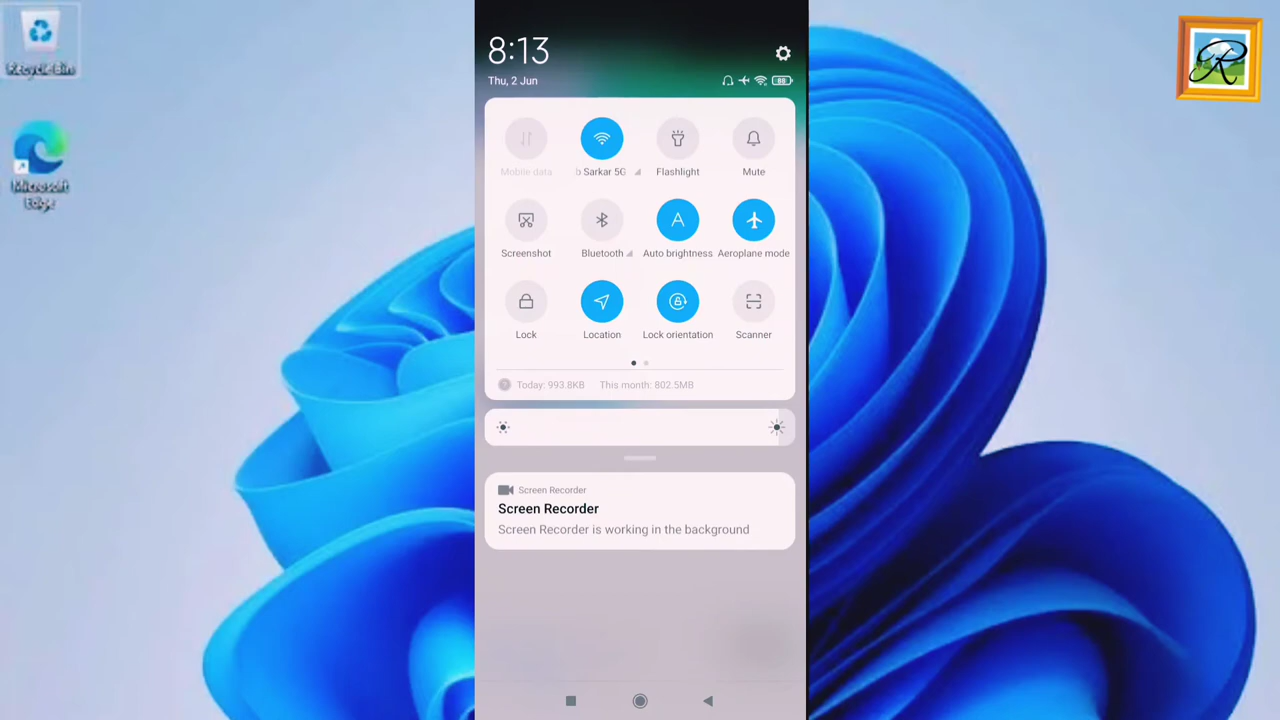 Recycle Bin
Microsoft
Edge
8:13
Thu, 2 Jun
88
Mobile data
b Sarkar 5G
Flashlight
Mute
Screenshot
Bluetooth
Auto brightness
Aeroplane mode
Lock
Location
Lock orientation
Scanner
Today: 993.8KB This month: 802.5MB
Screen Recorder
Screen Recorder
Screen Recorder is working in the background
R